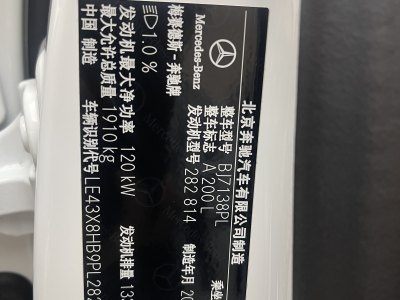 北京奔驰汽车有限公司制造
Mercedes-Benz
整车型号 BJ7138PL
整车标志 A 200 L
发动机型号 282 814
乘坐
梅赛德斯-奔驰牌
1.0 %
制造年月 20
发动机最大净功率 120 kW
发动机排量 13
最大允许总质量 1910 kg
中国 制造
车辆识别代号 LE43X8HB9PL282